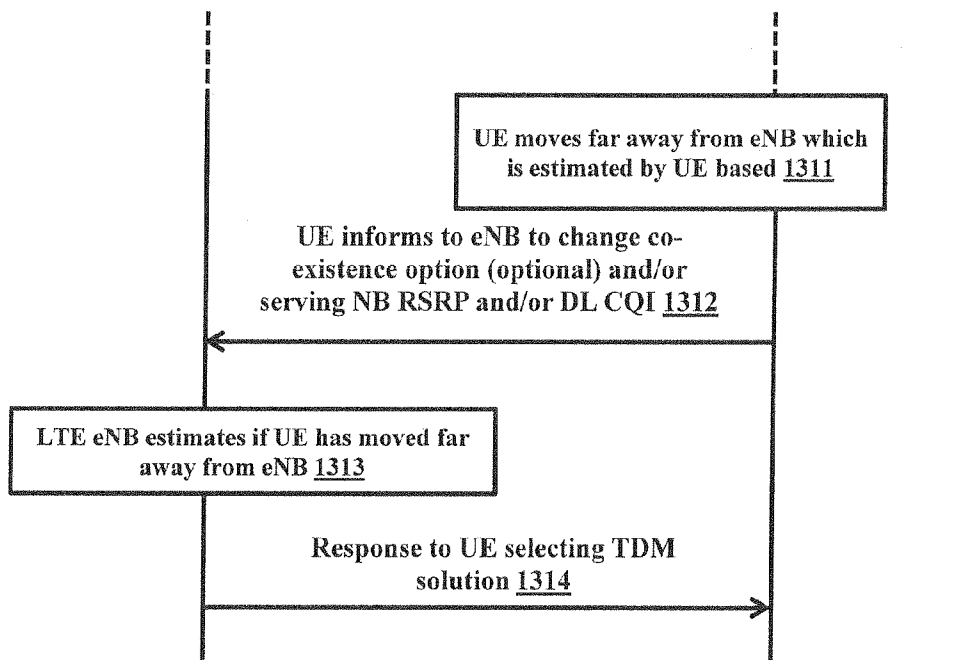 UE moves far away from eNB which
is estimated by UE based 1311
UE informs to eNB to change co-
existence option (optional) and/or
serving NB RSRP and/or DL CQI 1312
LTE eNB estimates if UE has moved far
away from eNB 1313
Response to UE selecting TDM
solution 1314